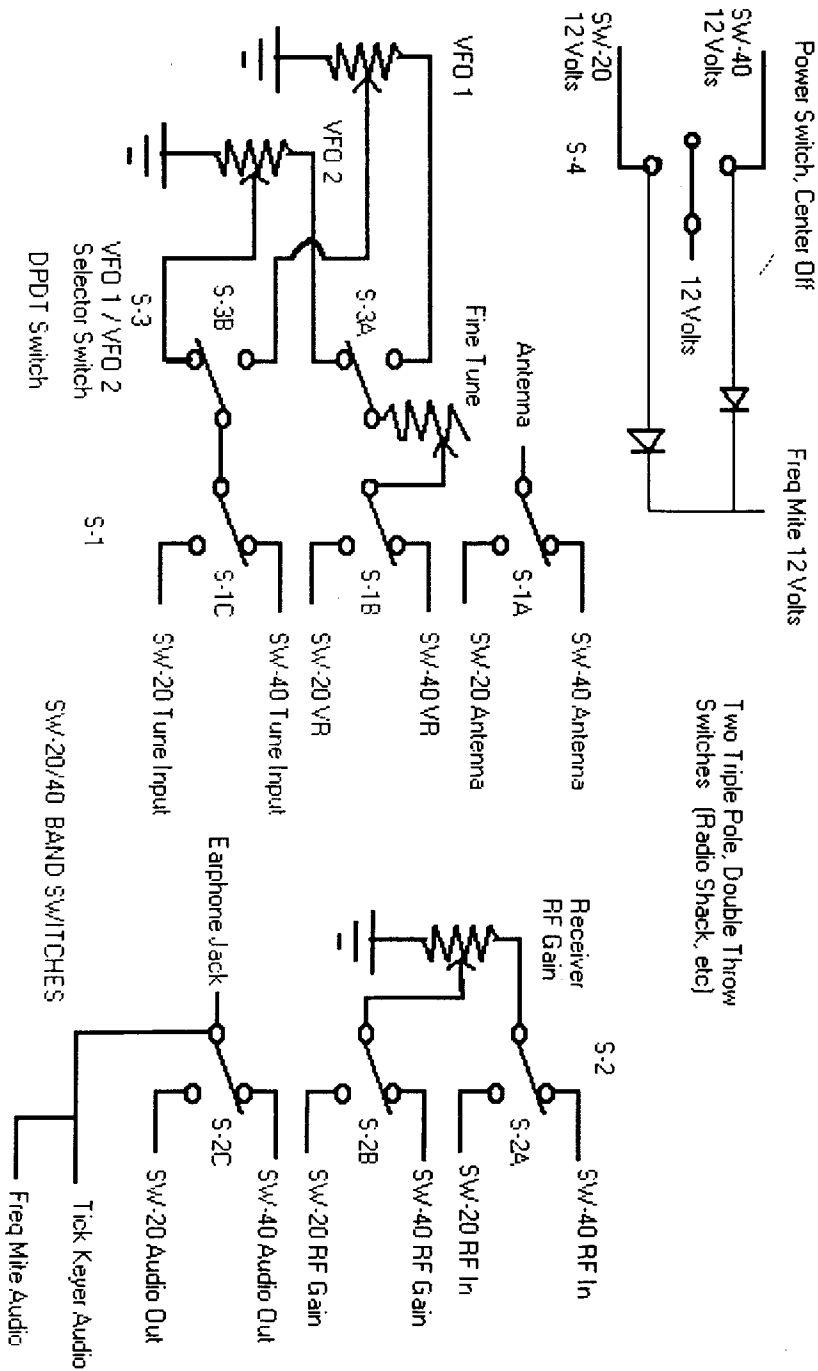 Power Switch, Center Off
SW-40
12 Volts
SW-20
12 Volts
S-4
12 Volts
Freq Mite 12 Volts
Two Triple Pole, Double Throw
Switches (Radio Shack, etc)
VFO 1
VFO 2
S-3A
S-3B
S-3
VFO 1 / VFO 2
Selector Switch
DPDT Switch
Fine Tune
Antenna
S-1A
SW-40 Antenna
SW-20 Antenna
S-1B
SW-40 VR
SW-20 VR
S-1C
SW-40 Tune Input
SW-20 Tune Input
S-1
Receiver
RF Gain
S-2
S-2A
SW-40 RF In
SW-20 RF In
S-2B
SW-40 RF Gain
SW-20 RF Gain
Earphone Jack
S-2C
SW-40 Audio Out
SW-20 Audio Out
Tick Keyer Audio
Freq Mite Audio
SW-20/40 BAND SWITCHES